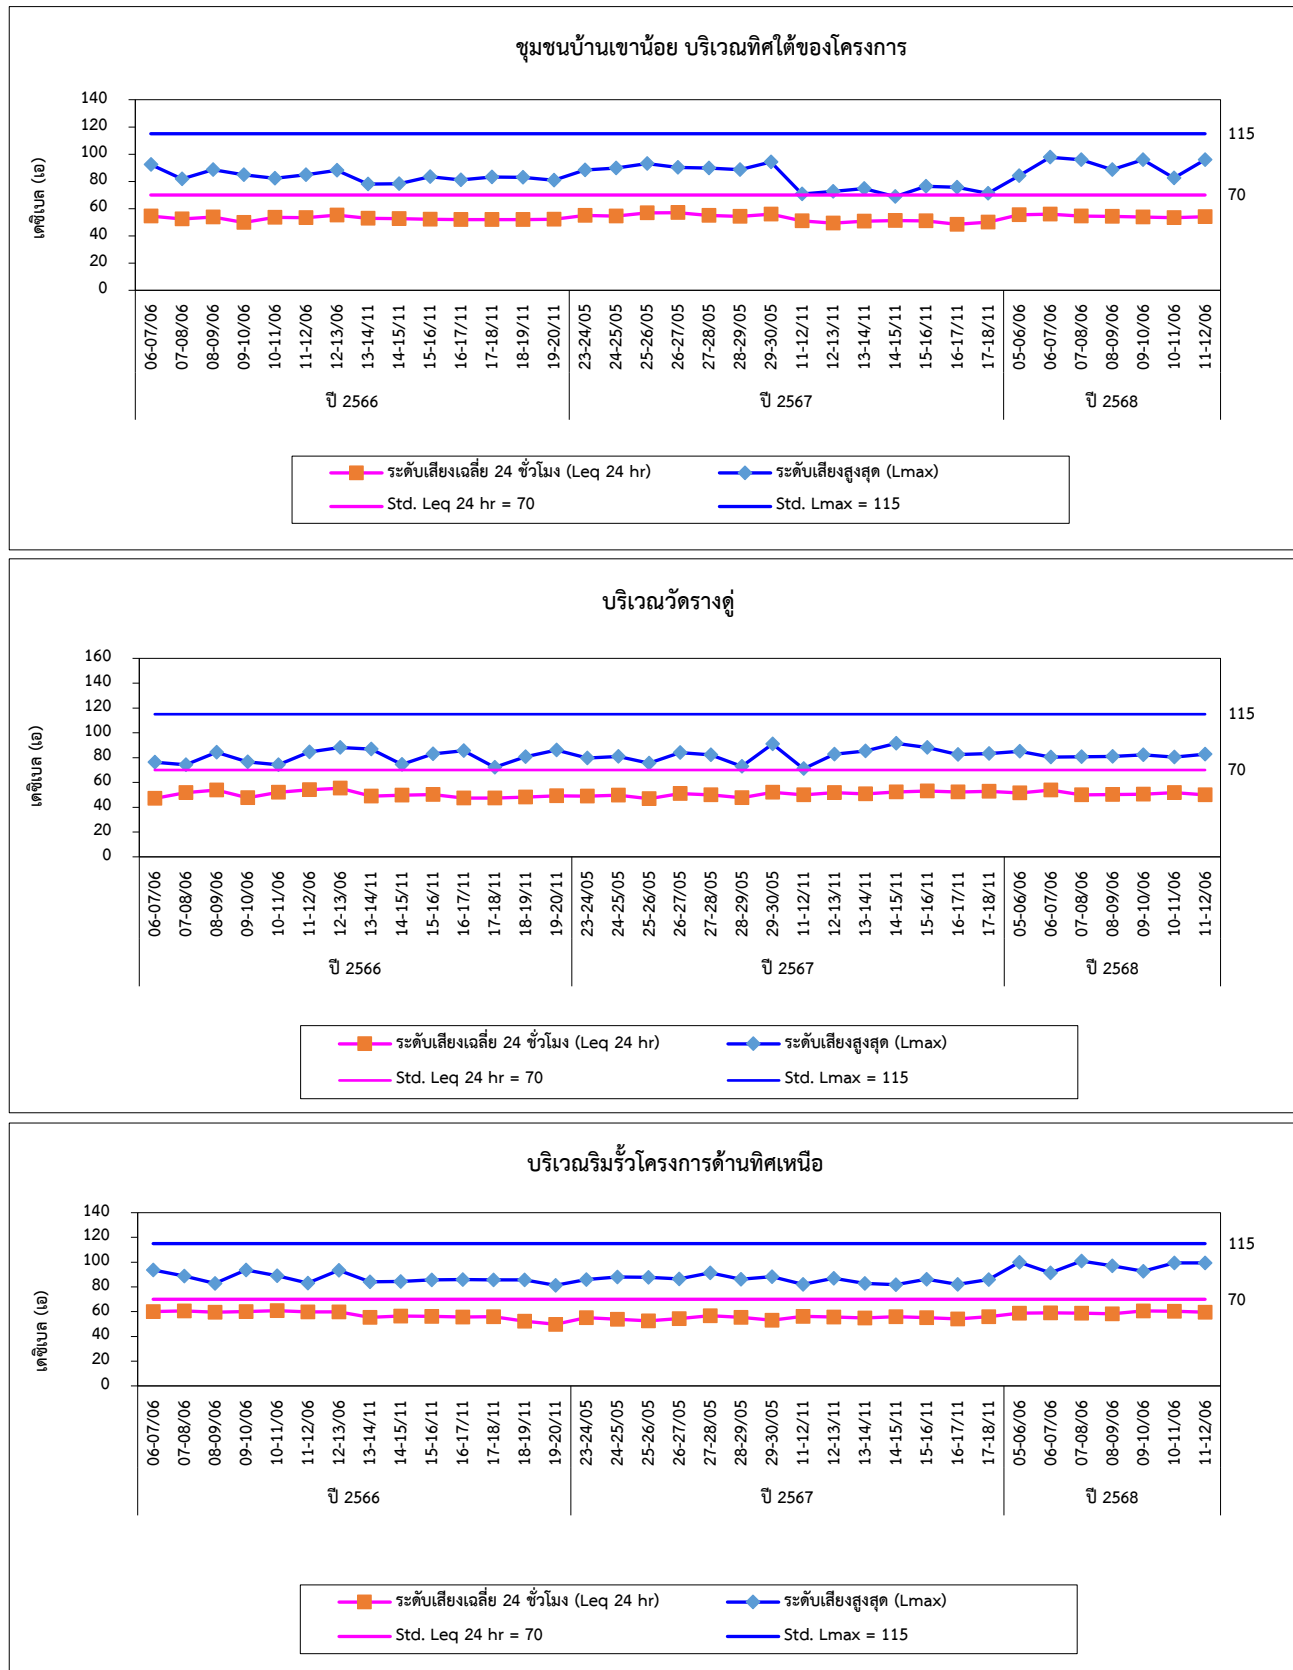 ชุมชนบ้านเขาน้อย บริเวณทิศใต้ของโครงการ
เดซิเบล (เอ)
140
120
100
80
60
40
20
0
115
70
06-07/06 07-08/06 08-09/06 09-10/06 10-11/06 11-12/06 12-13/06 13-14/11 14-15/11 15-16/11 16-17/11 17-18/11 18-19/11 19-20/11 23-24/05 24-25/05 25-26/05 26-27/05 27-28/05 28-29/05 29-30/05 11-12/11 12-13/11 13-14/11 14-15/11 15-16/11 16-17/11 17-18/11 05-06/06 06-07/06 07-08/06 08-09/06 09-10/06 10-11/06 11-12/06
ปี 2566 ปี 2567 ปี 2568
ระดับเสียงเฉลี่ย 24 ชั่วโมง (Leq 24 hr) ระดับเสียงสูงสุด (Lmax)
Std. Leq 24 hr = 70 Std. Lmax = 115
บริเวณวัดรางดู่
เดซิเบล (เอ)
160
140
120
100
80
60
40
20
0
115
70
06-07/06 07-08/06 08-09/06 09-10/06 10-11/06 11-12/06 12-13/06 13-14/11 14-15/11 15-16/11 16-17/11 17-18/11 18-19/11 19-20/11 23-24/05 24-25/05 25-26/05 26-27/05 27-28/05 28-29/05 29-30/05 11-12/11 12-13/11 13-14/11 14-15/11 15-16/11 16-17/11 17-18/11 05-06/06 06-07/06 07-08/06 08-09/06 09-10/06 10-11/06 11-12/06
ปี 2566 ปี 2567 ปี 2568
ระดับเสียงเฉลี่ย 24 ชั่วโมง (Leq 24 hr) ระดับเสียงสูงสุด (Lmax)
Std. Leq 24 hr = 70 Std. Lmax = 115
บริเวณริมรั้วโครงการด้านทิศเหนือ
เดซิเบล (เอ)
140
120
100
80
60
40
20
0
115
70
06-07/06 07-08/06 08-09/06 09-10/06 10-11/06 11-12/06 12-13/06 13-14/11 14-15/11 15-16/11 16-17/11 17-18/11 18-19/11 19-20/11 23-24/05 24-25/05 25-26/05 26-27/05 27-28/05 28-29/05 29-30/05 11-12/11 12-13/11 13-14/11 14-15/11 15-16/11 16-17/11 17-18/11 05-06/06 06-07/06 07-08/06 08-09/06 09-10/06 10-11/06 11-12/06
ปี 2566 ปี 2567 ปี 2568
ระดับเสียงเฉลี่ย 24 ชั่วโมง (Leq 24 hr) ระดับเสียงสูงสุด (Lmax)
Std. Leq 24 hr = 70 Std. Lmax = 115